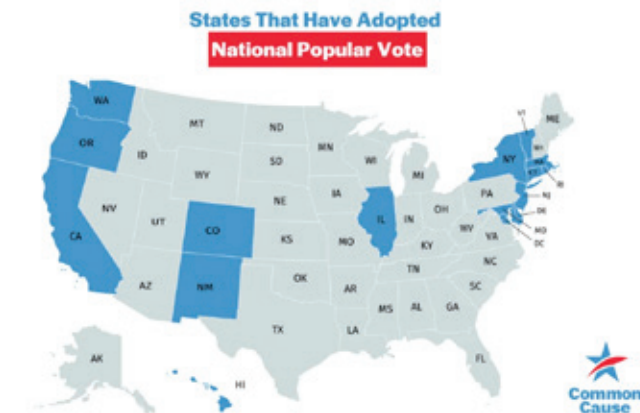 States That Have Adopted
National Popular Vote
WA
MT
ND
MN
VT
ME
OR
ID
SD
WI
MI
NY
NH
MA
WY
CT
RI
IA
PA
NJ
NV
NE
IL
IN
OH
DE
UT
CO
WV
MD
CA
KS
MO
KY
VA
DC
AZ
NM
OK
TN
NC
AR
SC
MS
AL
GA
TX
LA
FL
AK
HI
Common
Cause